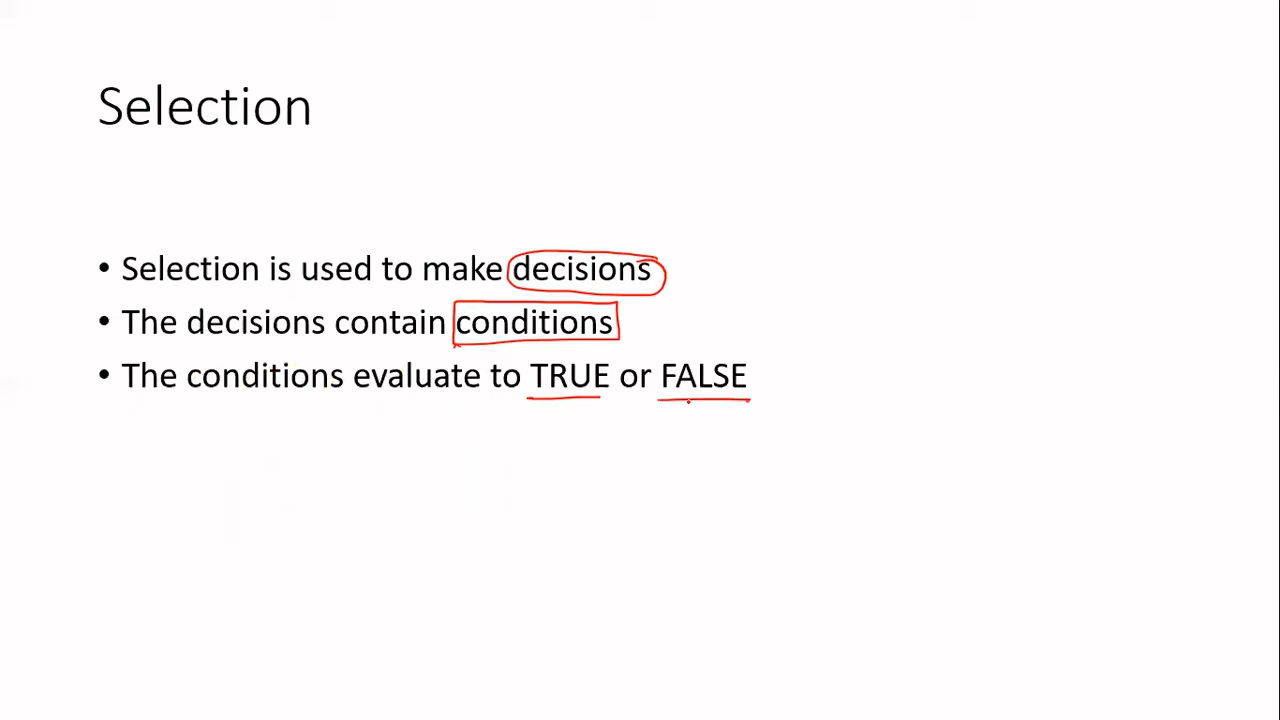 Selection
• Selection is used to make decisions
• The decisions contain conditions
• The conditions evaluate to TRUE or FALSE